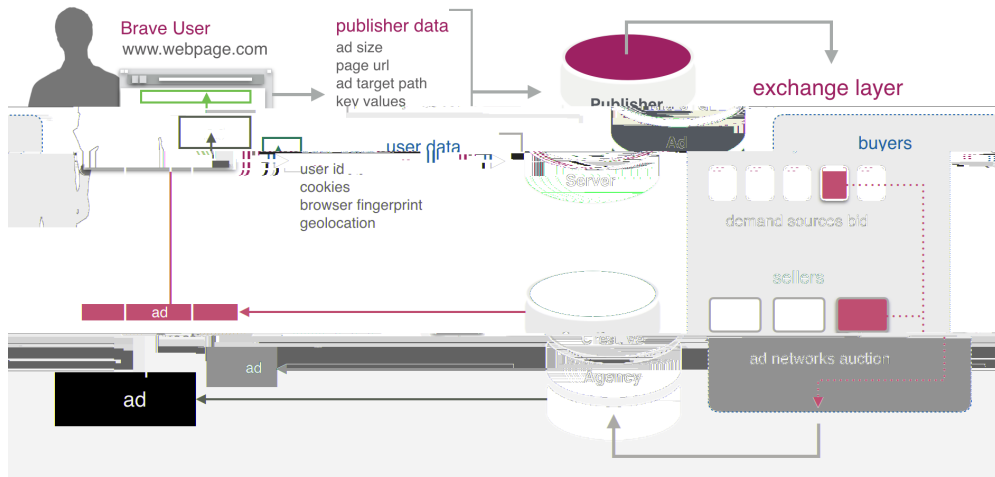 Brave User
www.webpage.com
publisher data
ad size
page url
ad target path
key values
user data
user id
cookies
browser fingerprint
geolocation
Publisher
Ad
Server
exchange layer
buyers
demand sources bid
sellers
ad networks auction
Agency
ad
ad
ad